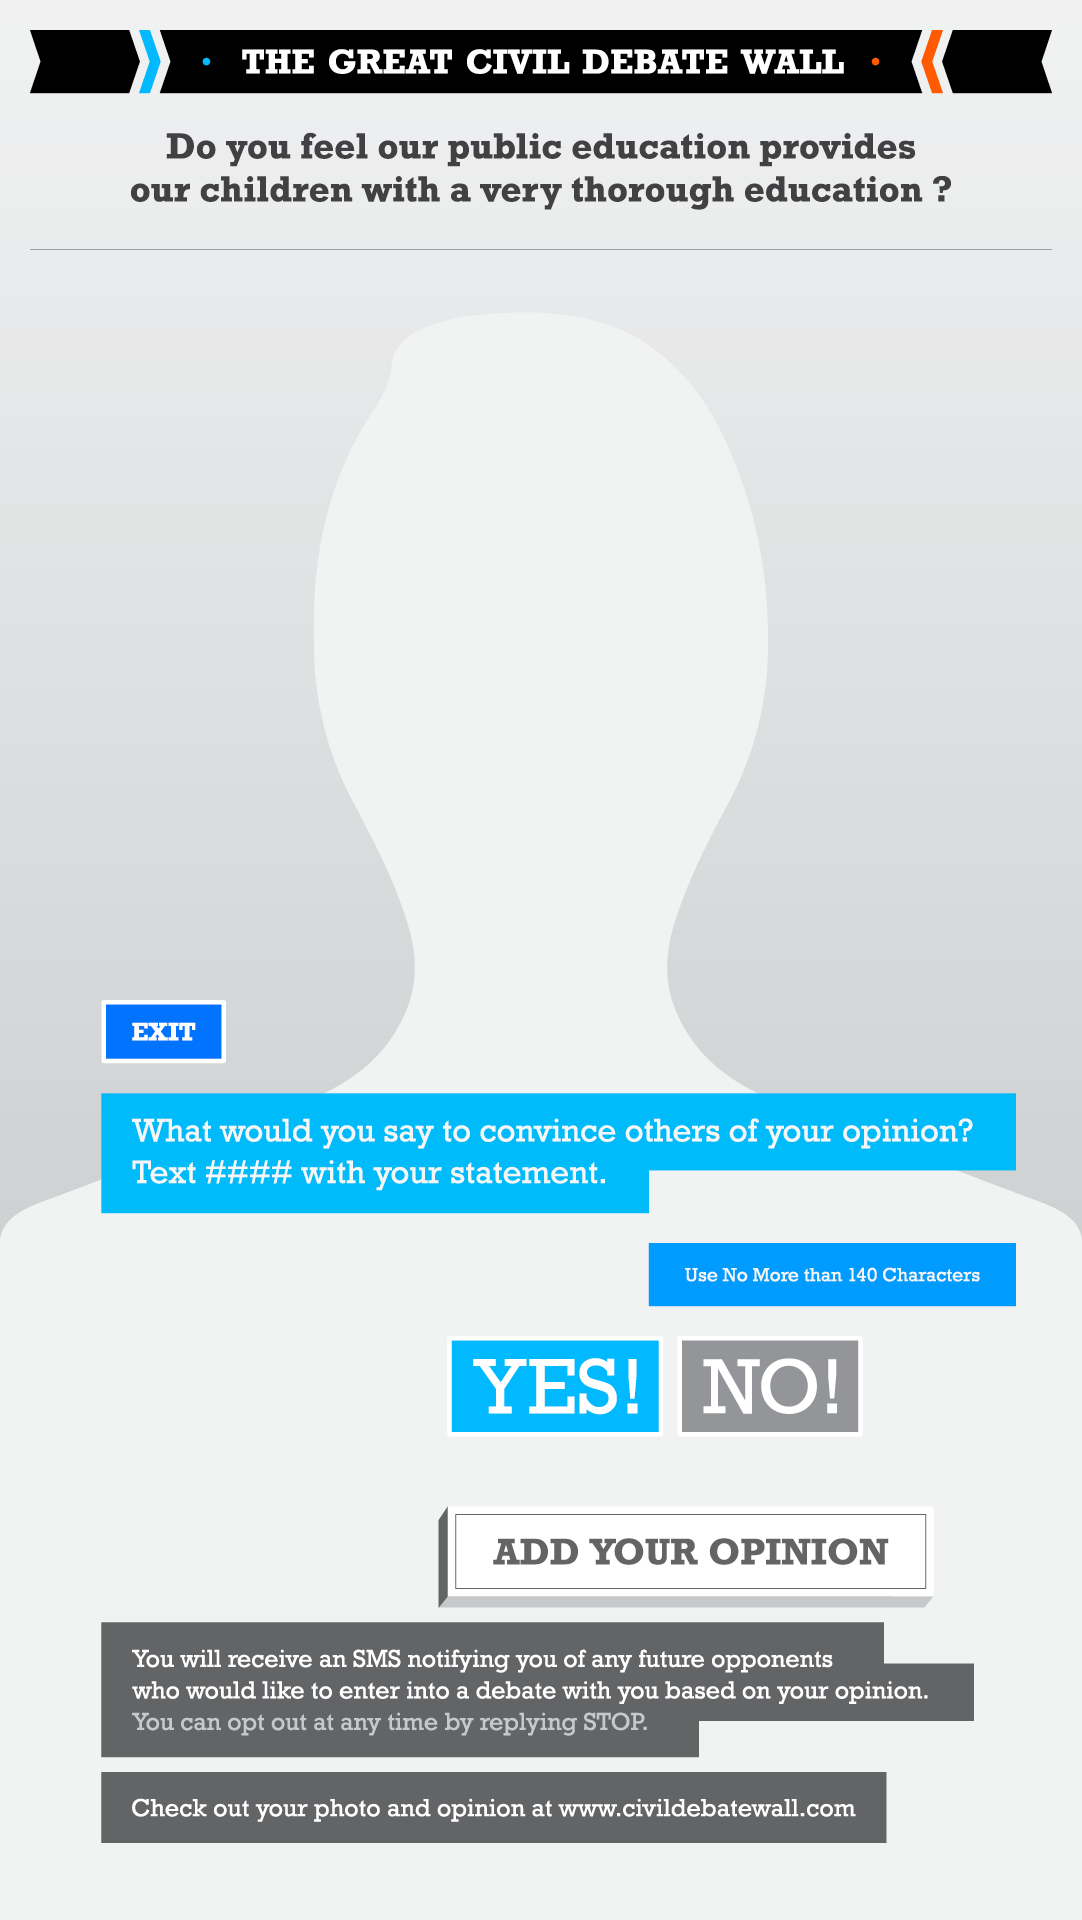 THE GREAT CIVIL DEBATE WALL
Do you feel our public education provides
our children with a very thorough education ?
EXIT
What would you say to convince others of your opinion?
Text #### with your statement.
Use No More than 140 Characters
YES! NO!
ADD YOUR OPINION
You will receive an SMS notifying you of any future opponents
who would like to enter into a debate with you based on your opinion.
You can opt out at any time by replying STOP.
Check out your photo and opinion at www.civildebatewall.com